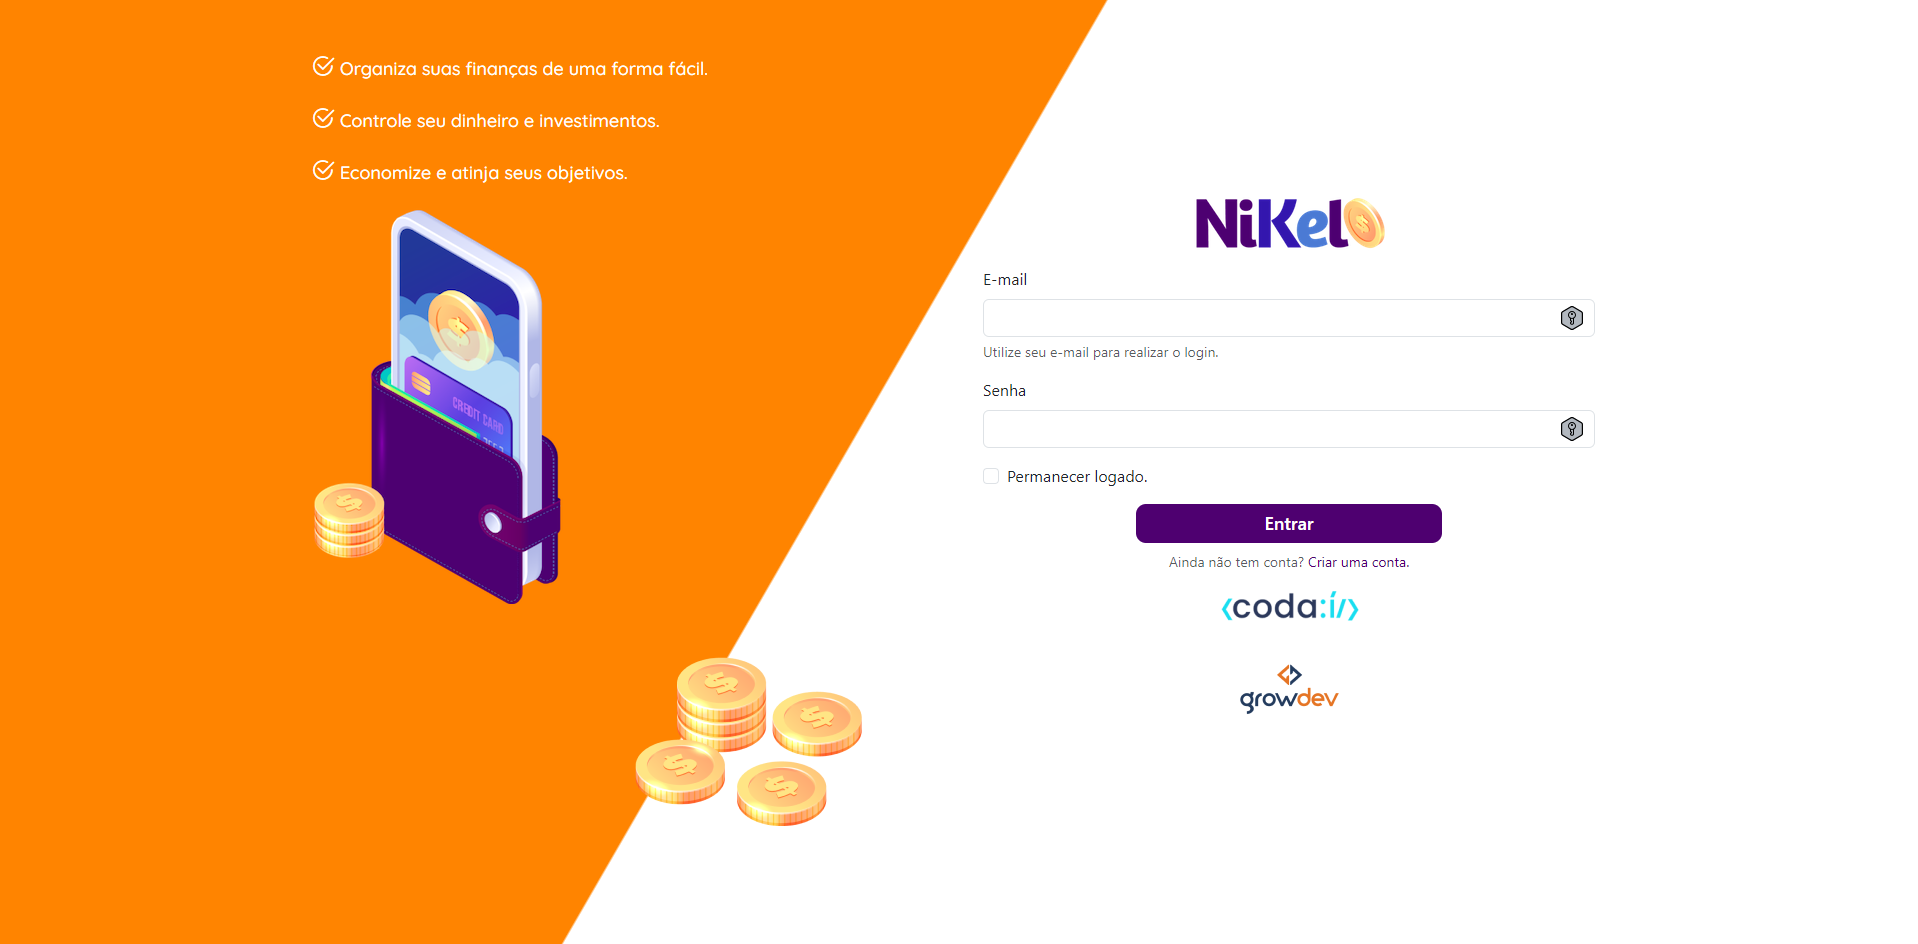 Organiza suas finanças de uma forma fácil.
Controle seu dinheiro e investimentos.
Economize e atinja seus objetivos.
CREDIT CARD
NiKel
E-mail
Utilize seu e-mail para realizar o login.
Senha
Permanecer logado.
Entrar
Ainda não tem conta? Criar uma conta.
coda:í/
growdev